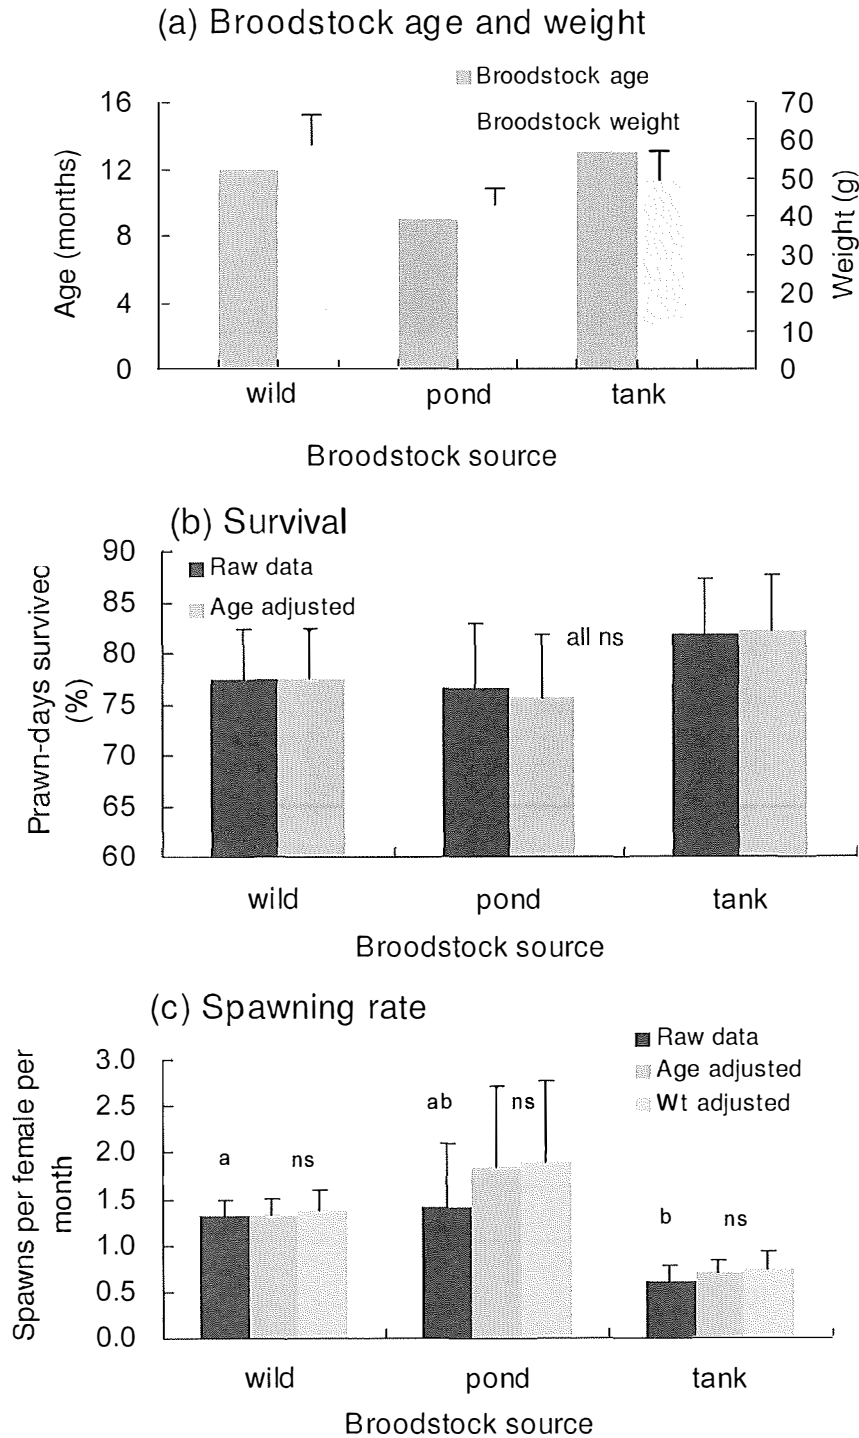 (a) Broodstock age and weight
Broodstock age
Broodstock weight
16
12
8
4
0
Age (months)
70
60
50
40
30
20
10
0
Weight (g)
wild pond tank
Broodstock source
(b) Survival
Raw data
Age adjusted
90
85
80
75
70
65
60
Prawn-days survivec
(%)
all ns
wild pond tank
Broodstock source
(c) Spawning rate
Raw data
Age adjusted
Wt adjusted
3.0
2.5
2.0
1.5
1.0
0.5
0.0
Spawns per female per
month
a ns
ab ns
b ns
wild pond tank
Broodstock source